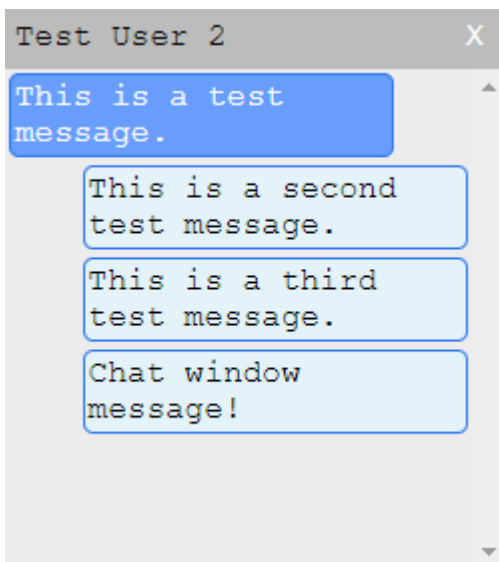 Test User 2 X
This is a test
message.
This is a second
test message.
This is a third
test message.
Chat window
message!